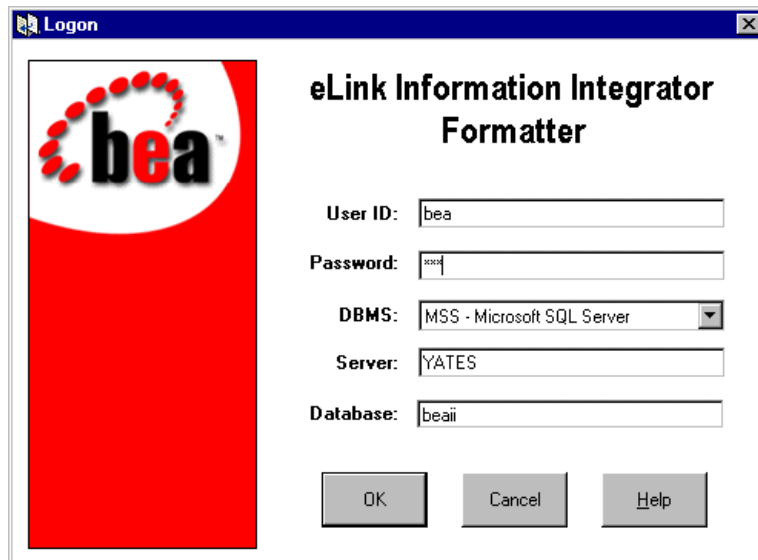 Logon
bea™
eLink Information Integrator
Formatter
User ID: bea
Password: ***
DBMS: MSS - Microsoft SQL Server
Server: YATES
Database: beaii
OK Cancel Help